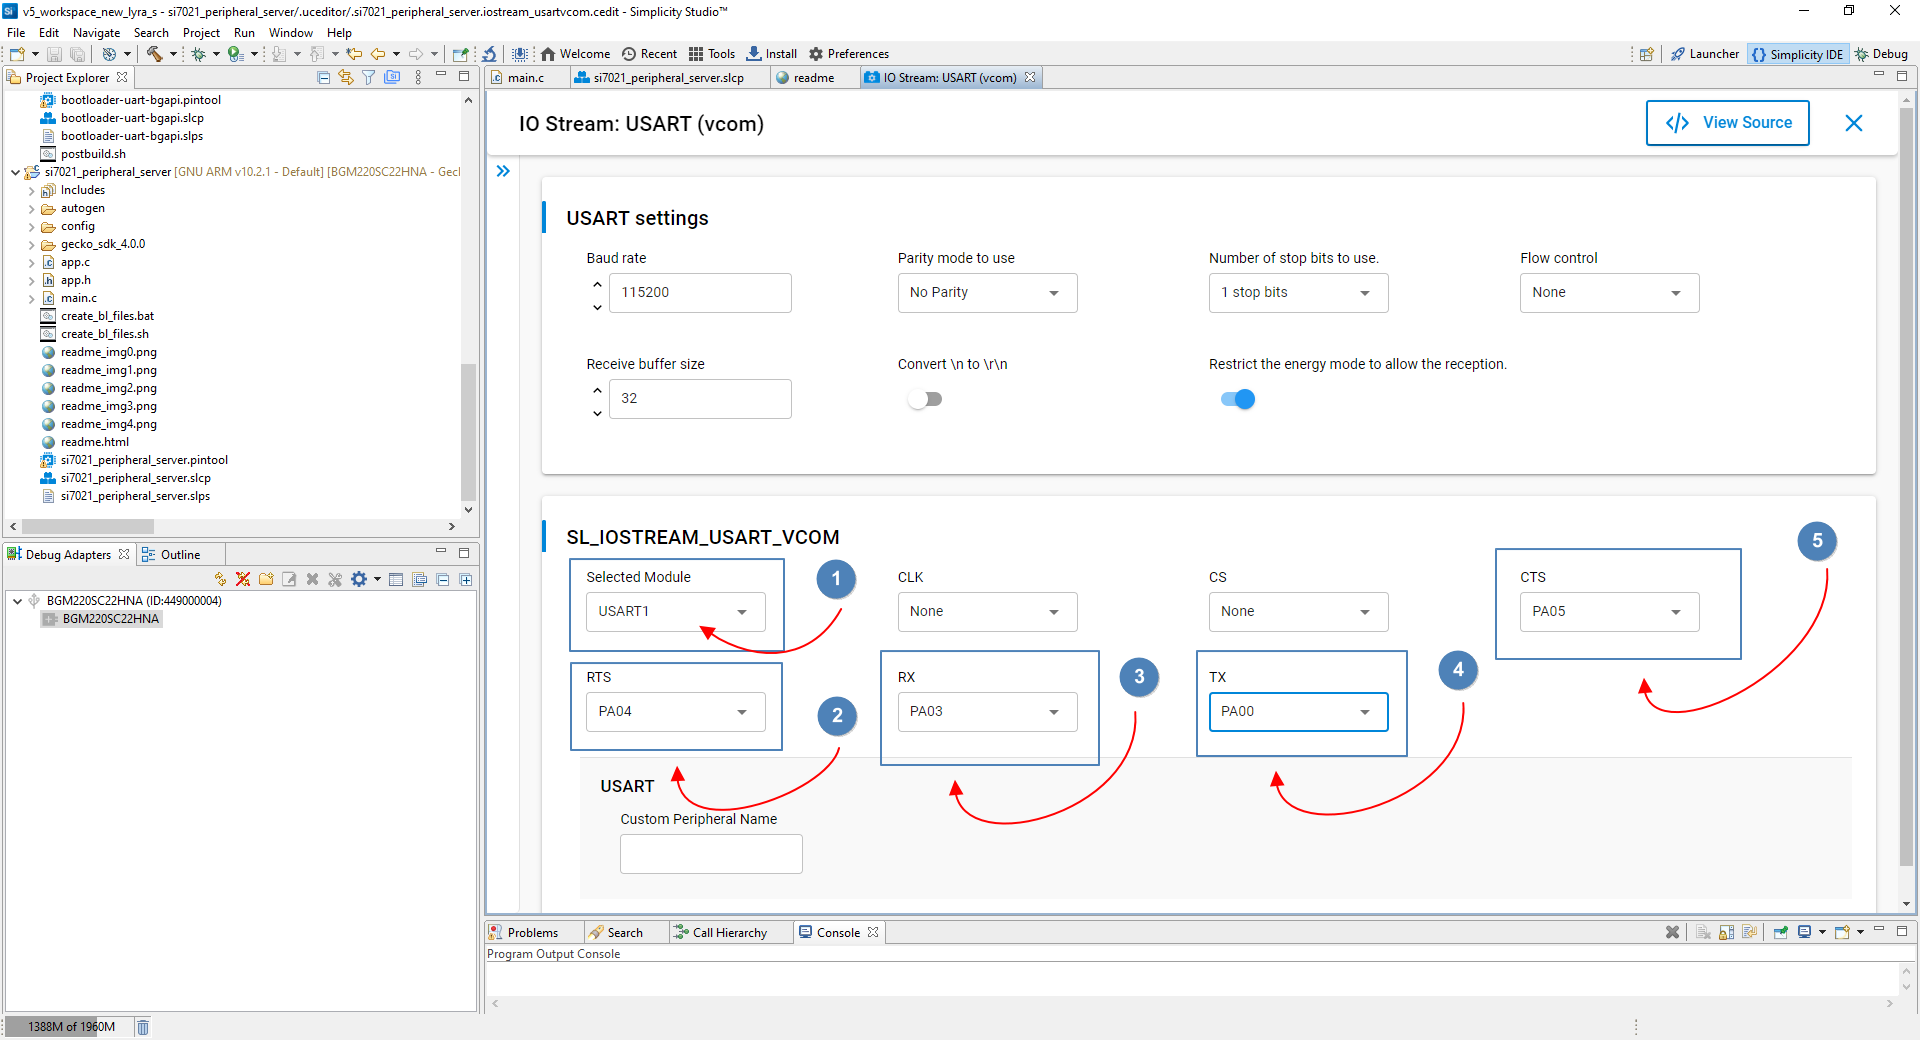 v5_workspace_new_lyra_s - si7021_peripheral_server/.uceditor/.si7021_peripheral_server.iostream_usartvcom.cedit - Simplicity Studio™
File Edit Navigate Search Project Run Window Help
Welcome Recent Tools Install Preferences Launcher Simplicity IDE Debug
Project Explorer
bootloader-uart-bgapi.pintool
bootloader-uart-bgapi.slcp
bootloader-uart-bgapi.slps
postbuild.sh
si7021_peripheral_server [GNU ARM v10.2.1 - Default] [BGM220SC22HNA - Gecl
Includes
autogen
config
gecko_sdk_4.0.0
app.c
app.h
main.c
create_bl_files.bat
create_bl_files.sh
readme_img0.png
readme_img1.png
readme_img2.png
readme_img3.png
readme_img4.png
readme.html
si7021_peripheral_server.pintool
si7021_peripheral_server.slcp
si7021_peripheral_server.slps
Debug Adapters Outline
BGM220SC22HNA (ID:449000004)
BGM220SC22HNA
1388M of 1960M
main.c si7021_peripheral_server.slcp readme IO Stream: USART (vcom)
IO Stream: USART (vcom) View Source
USART settings
Baud rate Parity mode to use Number of stop bits to use. Flow control
115200 No Parity 1 stop bits None
Receive buffer size Convert \n to \r\n Restrict the energy mode to allow the reception.
32
SL_IOSTREAM_USART_VCOM
Selected Module 1 CLK CS CTS 5
USART1 None None PA05
RTS 2 RX 3 TX 4
PA04 PA03 PA00
USART
Custom Peripheral Name
Problems Search Call Hierarchy Console
Program Output Console